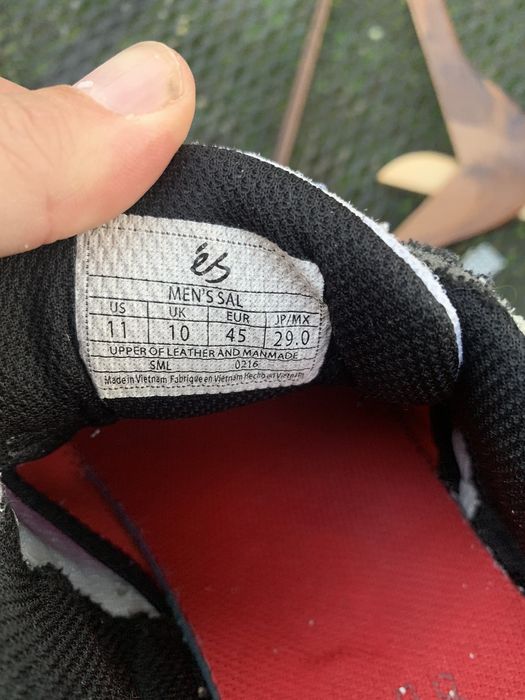 és
MEN'S SAL
US UK EUR JP/MX
11 10 45 29.0
UPPER OF LEATHER AND MANMADE
SML 0216
Made in Vietnam Fabrique en Vietnam Hecho en Vietnam